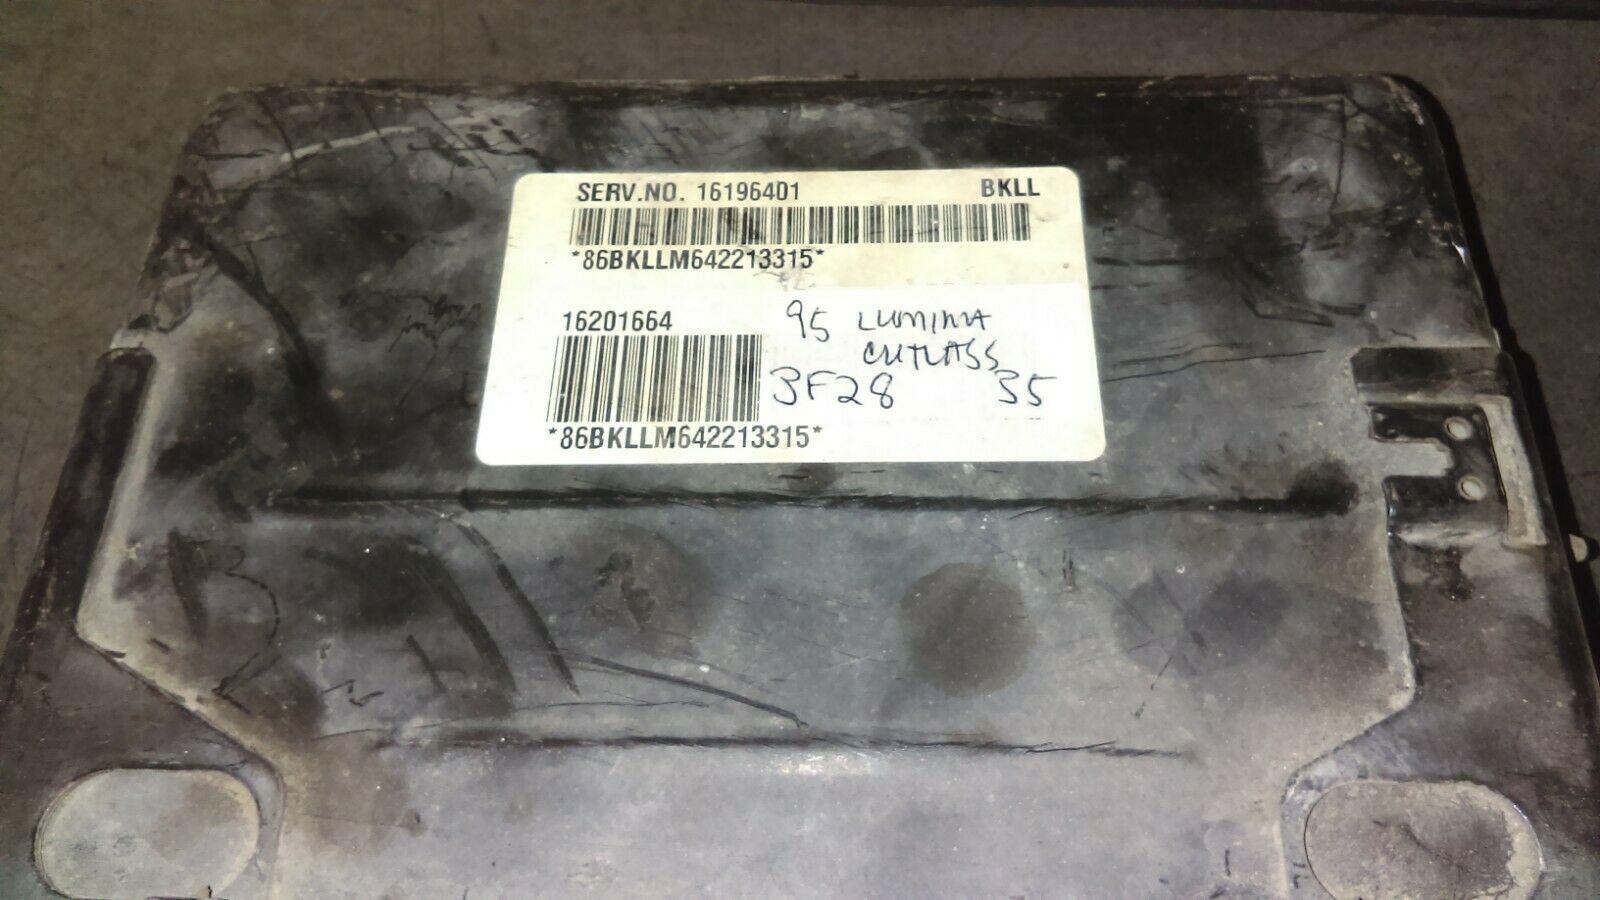 SERV.NO. 16196401 BKLL
*86BKLLM642213315*
16201664
95 LUMINA
CUTLASS
3F28 35
*86BKLLM642213315*